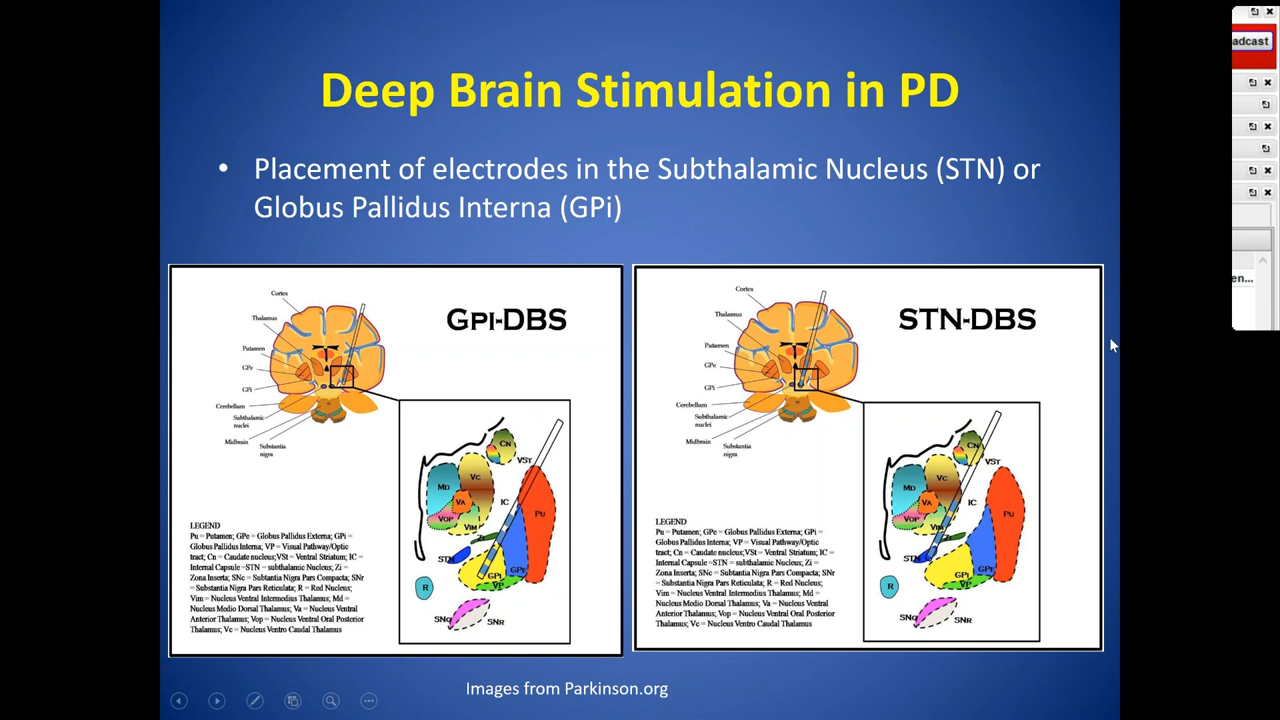 Deep Brain Stimulation in PD
• Placement of electrodes in the Subthalamic Nucleus (STN) or
Globus Pallidus Interna (GPi)
GPI-DBS
Cortex
Thalamus
Putamen
GPe
GPi
Cerebellum
Subthalamic
nuclei
Midbrain
Substantia
nigra
CN
VST
MD
VC
VA
IC
Pu
VOP
VIM
STN
GPi
GPe
VP
R
SNc
SNR
LEGEND
Pu = Putamen; GPe = Globus Pallidus Externa, GPi =
Globus Pallidus Interna; VP = Visual Pathway/Optic
tract; Cn = Caudate nucleus;VSt = Ventral Striatum; IC =
Internal Capsule =STN = subthalamic Nucleus; Zi =
Zona Inserta; SNc = Subtantia Nigra Pars Compacta; SNr
= Substantia Nigra Pars Reticulata; R = Red Nucleus;
Vim = Nucleus Ventral Intermedius Thalamus; Md =
Nucleus Medio Dorsal Thalamus; Va = Nucleus Ventral
Anterior Thalamus; Vop = Nucleus Ventral Oral Posterior
Thalamus; Vc = Nucleus Ventro Caudal Thalamus
STN-DBS
Cortex
Thalamus
Putamen
GPe
GPi
Cerebellum
Subthalamic
nuclei
Midbrain
Substantia
nigra
CN
VST
MD
VC
VA
IC
Pu
VOP
VIM
STN
GPi
GPe
VP
R
SNc
SNR
LEGEND
Pu = Putamen; GPe = Globus Pallidus Externa, GPi =
Globus Pallidus Interna; VP = Visual Pathway/Optic
tract; Cn = Caudate nucleus;VSt = Ventral Striatum; IC =
Internal Capsule =STN = subthalamic Nucleus; Zi =
Zona Inserta; SNc = Subtantia Nigra Pars Compacta; SNr
= Substantia Nigra Pars Reticulata; R = Red Nucleus;
Vim = Nucleus Ventral Intermedius Thalamus; Md =
Nucleus Medio Dorsal Thalamus; Va = Nucleus Ventral
Anterior Thalamus; Vop = Nucleus Ventral Oral Posterior
Thalamus; Vc = Nucleus Ventro Caudal Thalamus
Images from Parkinson.org
adcast
en...